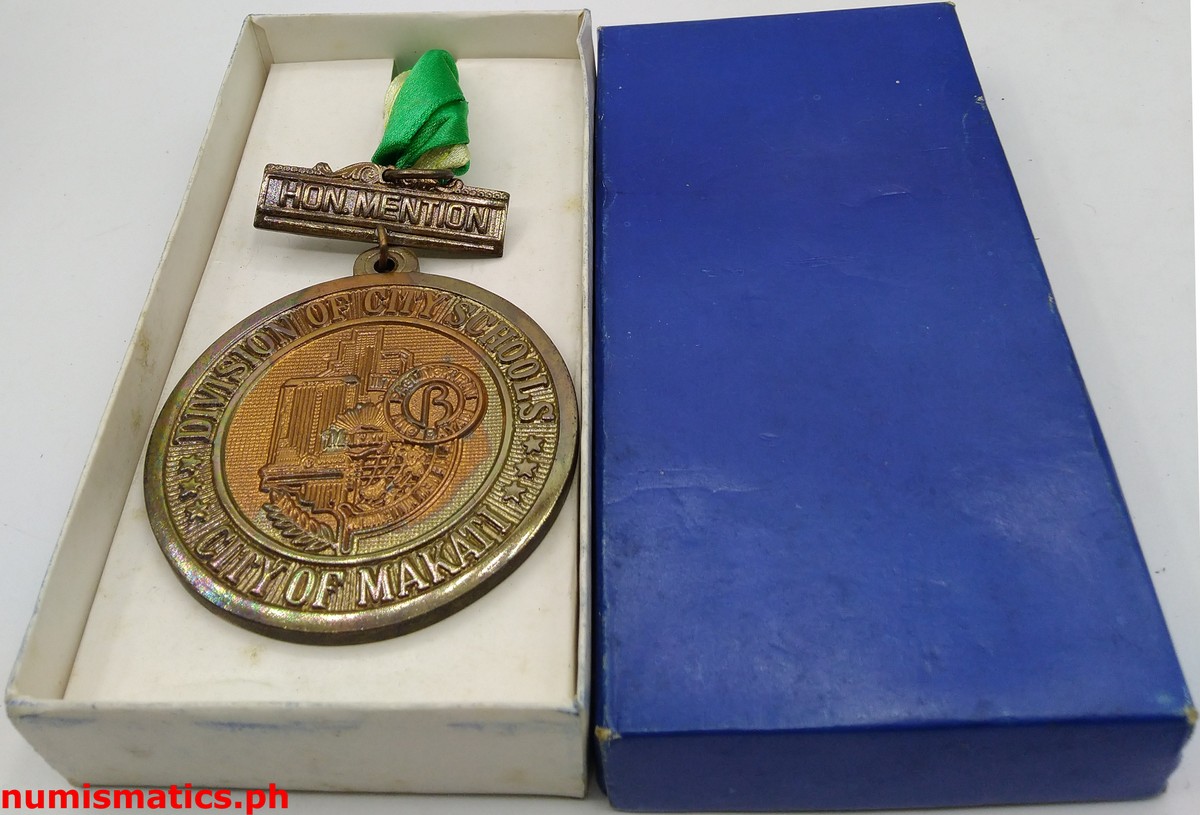 HON. MENTION
DIVISION OF CITY SCHOOLS
CITY OF MAKATI
B
numismatics.ph